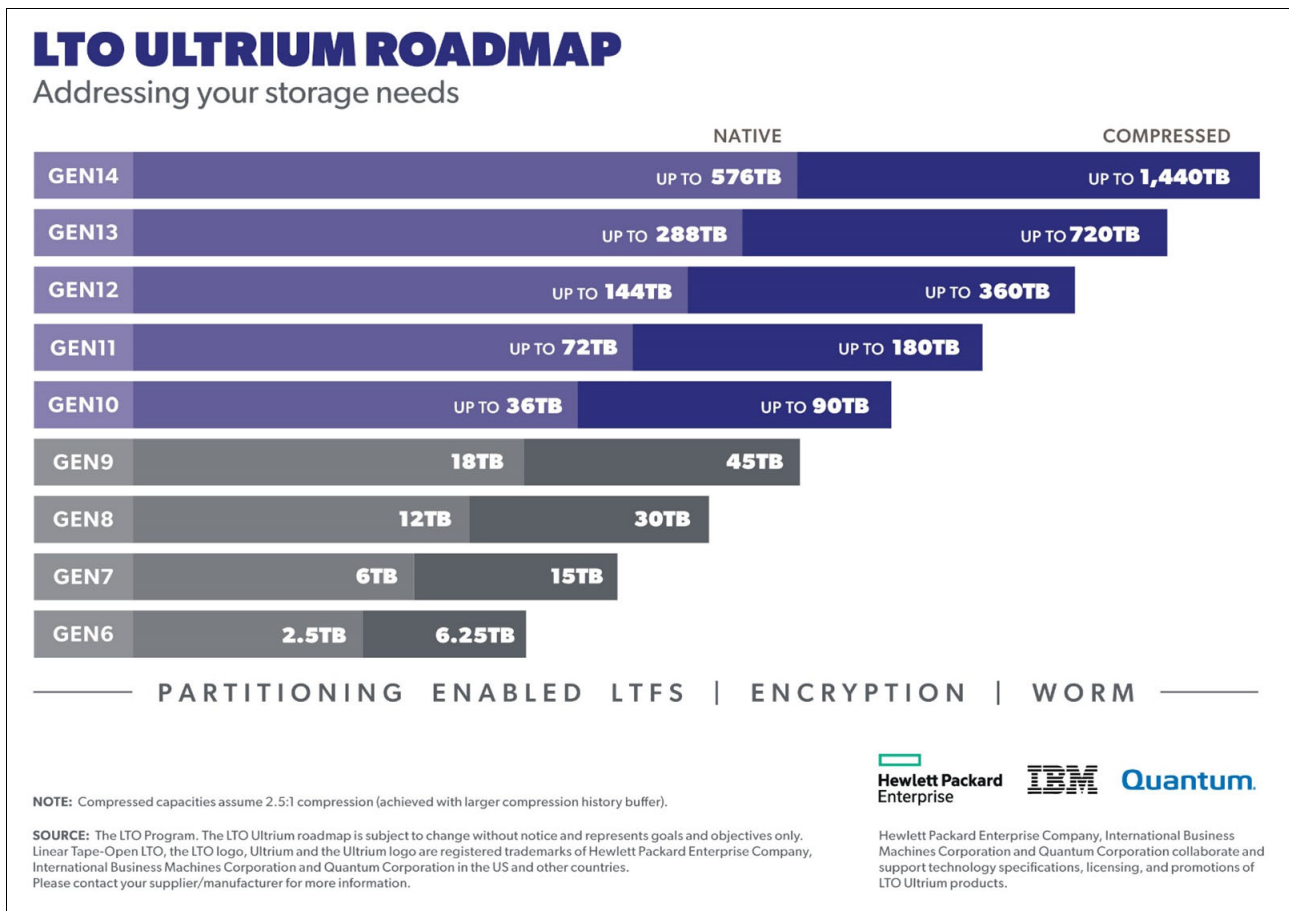 LTO ULTRIUM ROADMAP
Addressing your storage needs
NATIVE COMPRESSED
GEN14 UP TO 576TB UP TO 1,440TB
GEN13 UP TO 288TB UP TO 720TB
GEN12 UP TO 144TB UP TO 360TB
GEN11 UP TO 72TB UP TO 180TB
GEN10 UP TO 36TB UP TO 90TB
GEN9 18TB 45TB
GEN8 12TB 30TB
GEN7 6TB 15TB
GEN6 2.5TB 6.25TB
PARTITIONING ENABLED LTFS | ENCRYPTION | WORM
Hewlett Packard
Enterprise
IBM
Quantum.
NOTE: Compressed capacities assume 2.5:1 compression (achieved with larger compression history buffer).
SOURCE: The LTO Program. The LTO Ultrium roadmap is subject to change without notice and represents goals and objectives only.
Linear Tape-Open LTO, the LTO logo, Ultrium and the Ultrium logo are registered trademarks of Hewlett Packard Enterprise Company,
International Business Machines Corporation and Quantum Corporation in the US and other countries.
Please contact your supplier/manufacturer for more information.
Hewlett Packard Enterprise Company, International Business
Machines Corporation and Quantum Corporation collaborate and
support technology specifications, licensing, and promotions of
LTO Ultrium products.